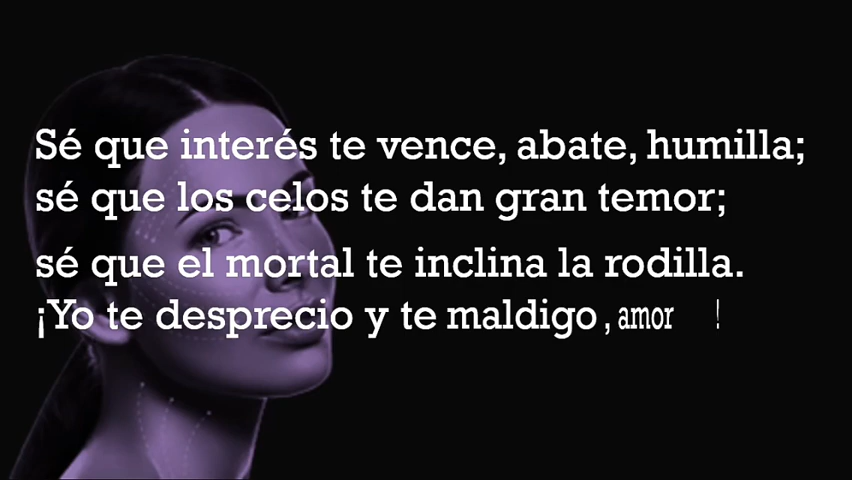 Sé que interés te vence, abate, humilla;
sé que los celos te dan gran temor;
sé que el mortal te inclina la rodilla.
¡Yo te desprecio y te maldigo, amor !